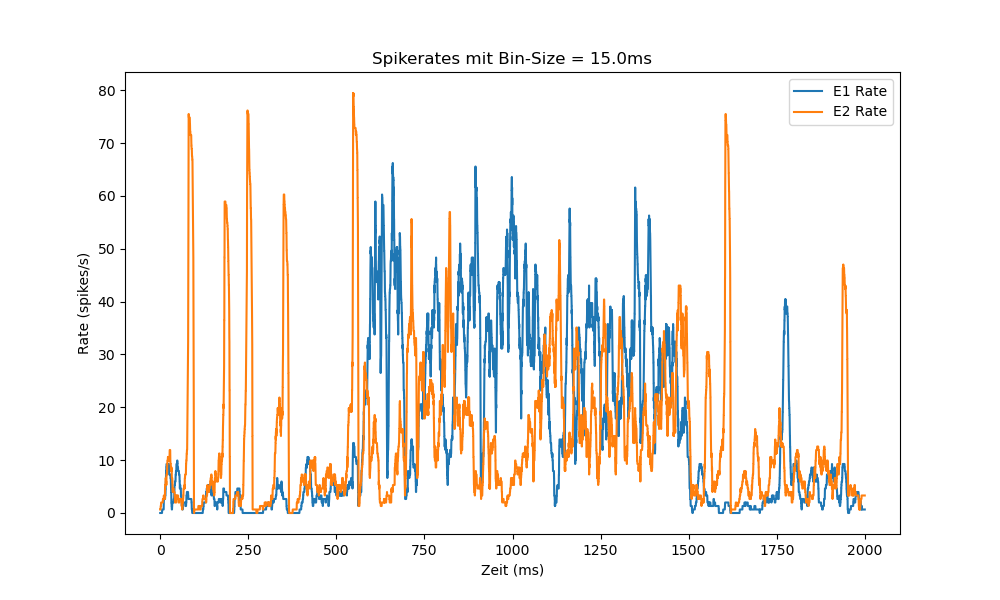 Spikerates mit Bin-Size = 15.0ms
E1 Rate
E2 Rate
80
70
60
50
40
30
20
10
0
Rate (spikes/s)
0 250 500 750 1000 1250 1500 1750 2000
Zeit (ms)